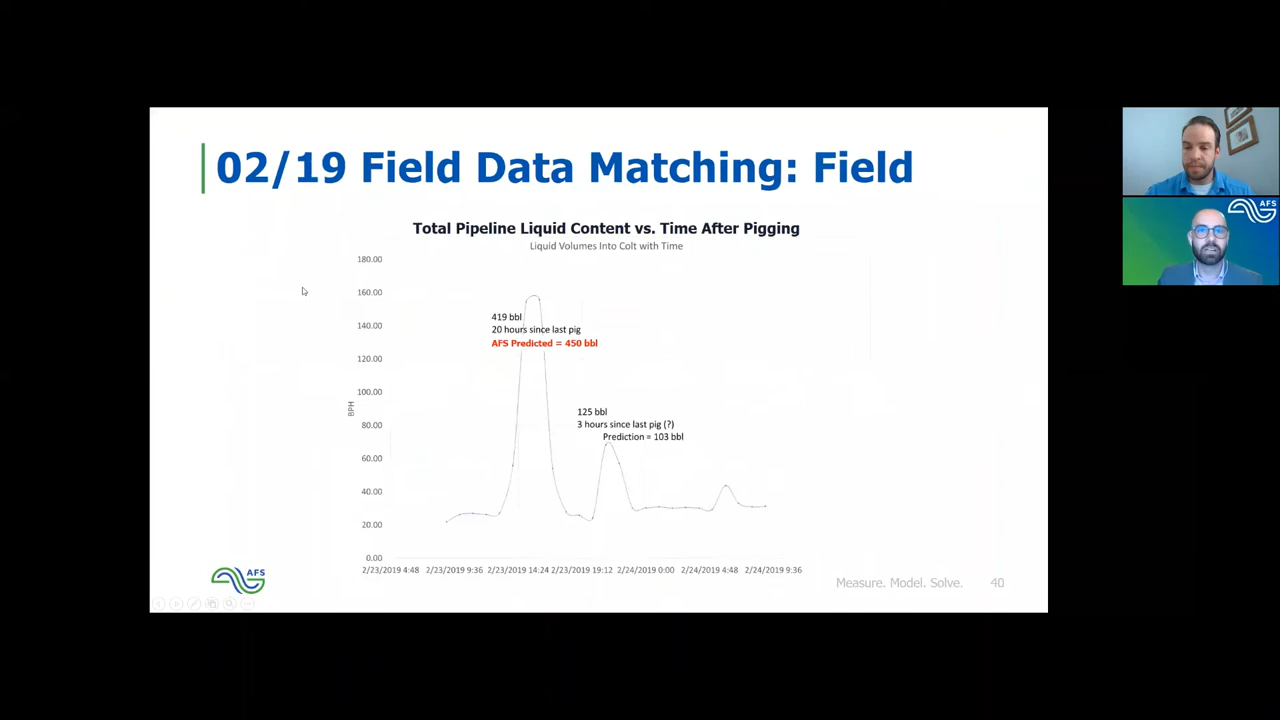 02/19 Field Data Matching: Field
Total Pipeline Liquid Content vs. Time After Pigging
Liquid Volumes Into Colt with Time
180.00
160.00
140.00
120.00
100.00
80.00
60.00
40.00
20.00
0.00
BPH
419 bbl
20 hours since last pig
AFS Predicted = 450 bbl
125 bbl
3 hours since last pig (?)
Prediction = 103 bbl
2/23/2019 4:48 2/23/2019 9:36 2/23/2019 14:24 2/23/2019 19:12 2/24/2019 0:00 2/24/2019 4:48 2/24/2019 9:36
AFS
Measure. Model. Solve. 40
AFS